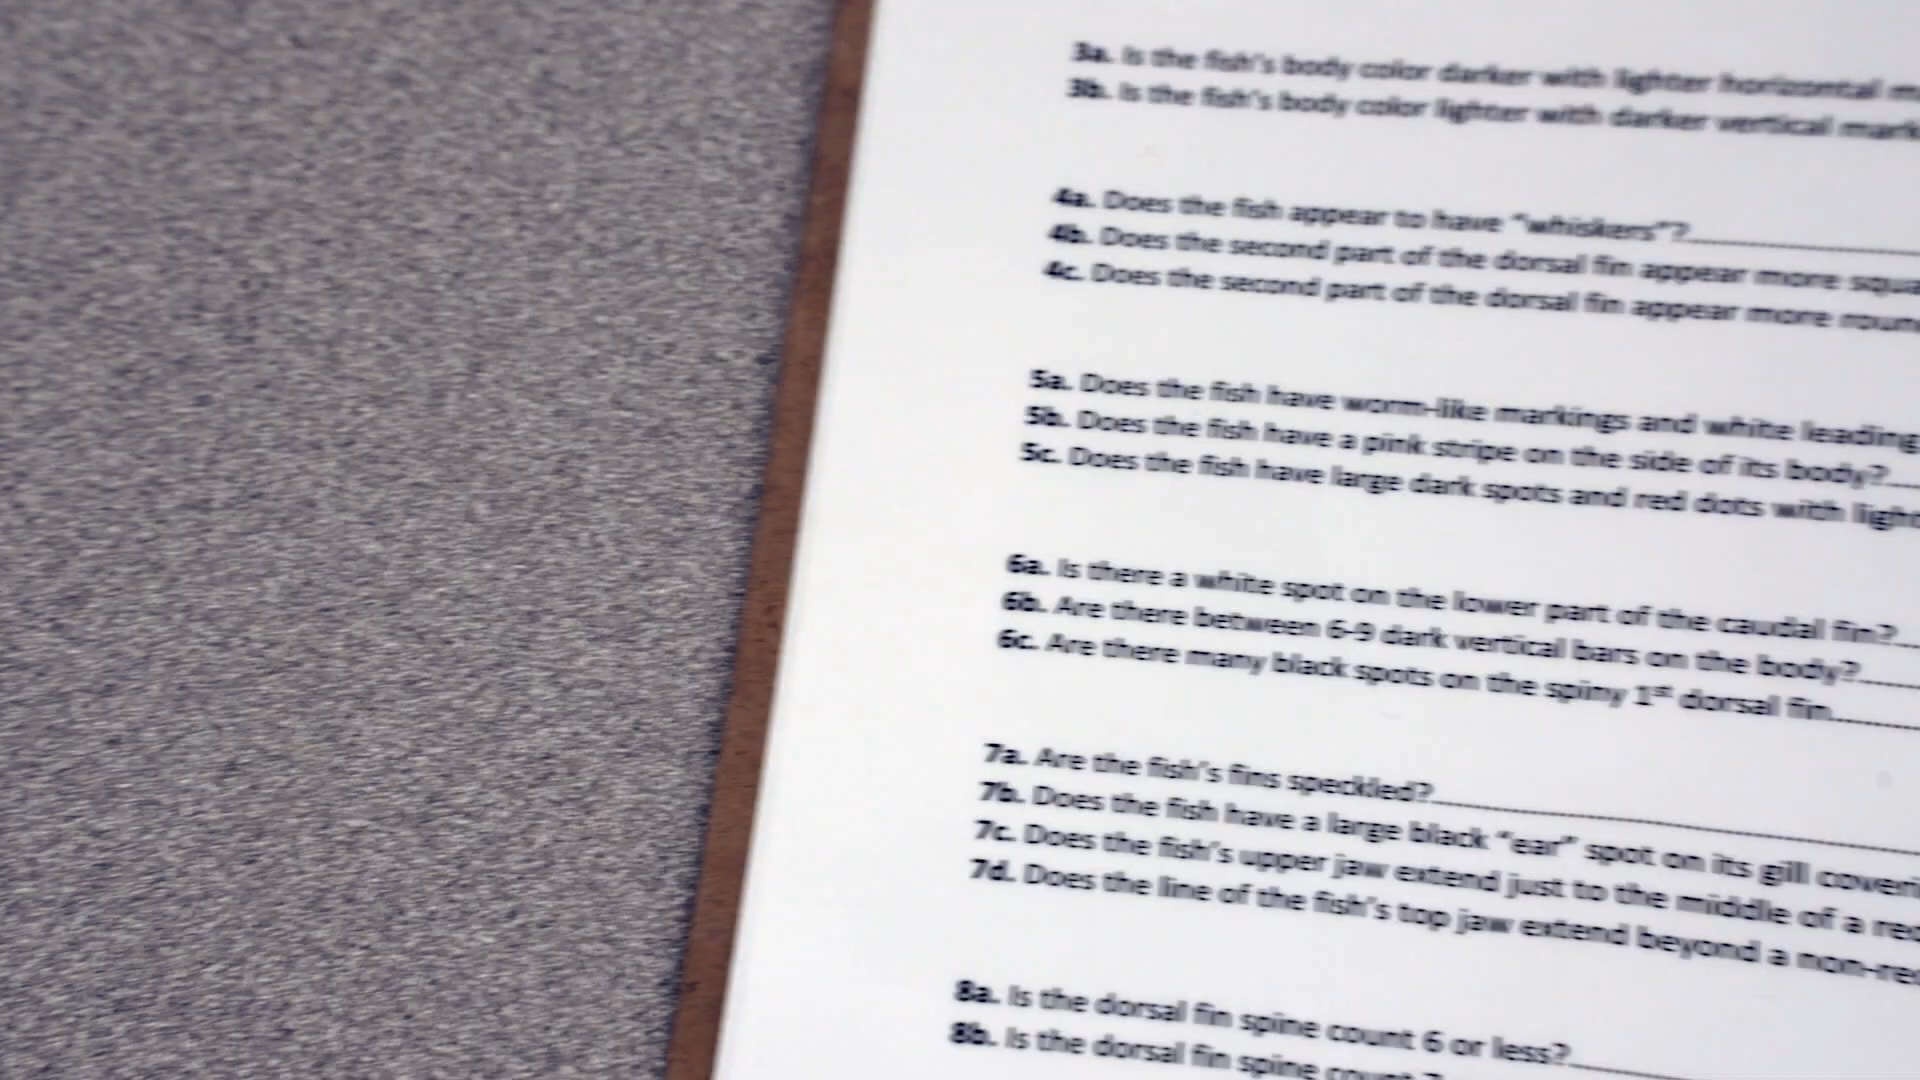 3a. Is the fish's body color darker with lighter horizontal
3b. Is the fish's body color lighter with darker vertical
4a. Does the fish appear to have "whiskers"?
4b. Does the second part of the dorsal fin appear more
4c. Does the second part of the dorsal fin appear more
5a. Does the fish have worm-like markings and white leading
5b. Does the fish have a pink stripe on the side of its body?
5c. Does the fish have large dark spots and red dots with
6a. Is there a white spot on the lower part of the caudal fin?
6b. Are there between 6-9 dark vertical bars on the body?
6c. Are there many black spots on the spiny 1st dorsal fin
7a. Are the fish's fins speckled?
7b. Does the fish have a large black "ear" spot on its gill
7c. Does the fish's upper jaw extend just to the middle of a
7d. Does the line of the fish's top jaw extend beyond a
8a. Is the dorsal fin spine count 6 or less?
8b. Is the dorsal fin spine count